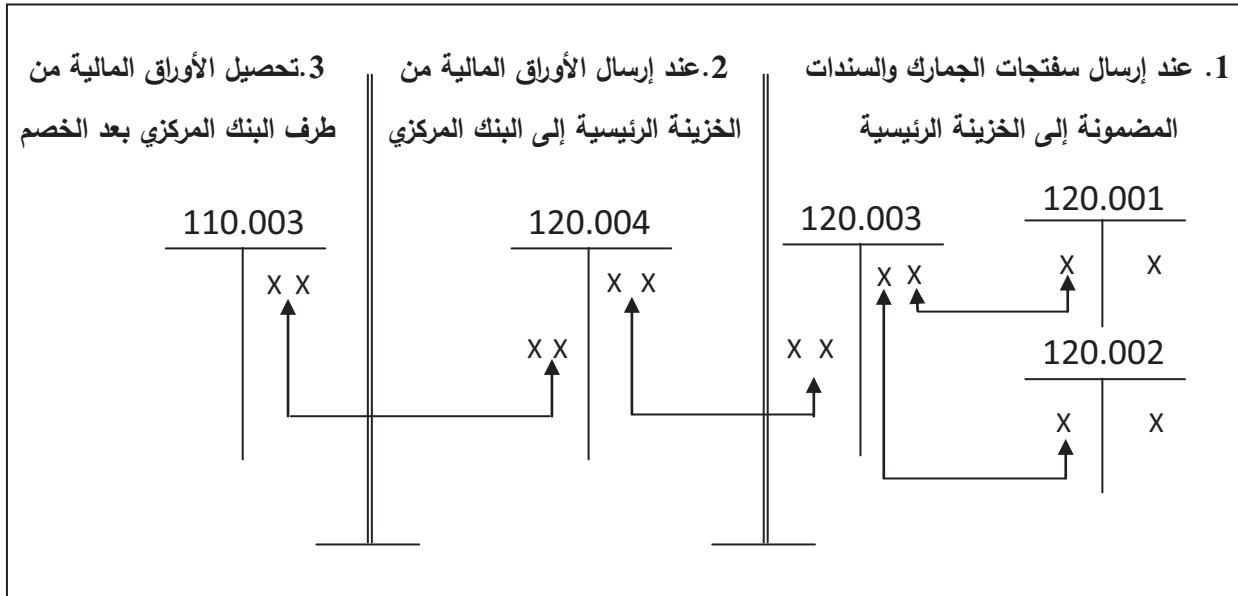 1. عند إرسال سفتجات الجمارك والسندات
المضمونة إلى الخزينة الرئيسية
120.001
120.003
X X
X X
120.002
X X
X X
2.عند إرسال الأوراق المالية من
الخزينة الرئيسية إلى البنك المركزي
120.004
X X
X X
3.تحصيل الأوراق المالية من
طرف البنك المركزي بعد الخصم
110.003
X X